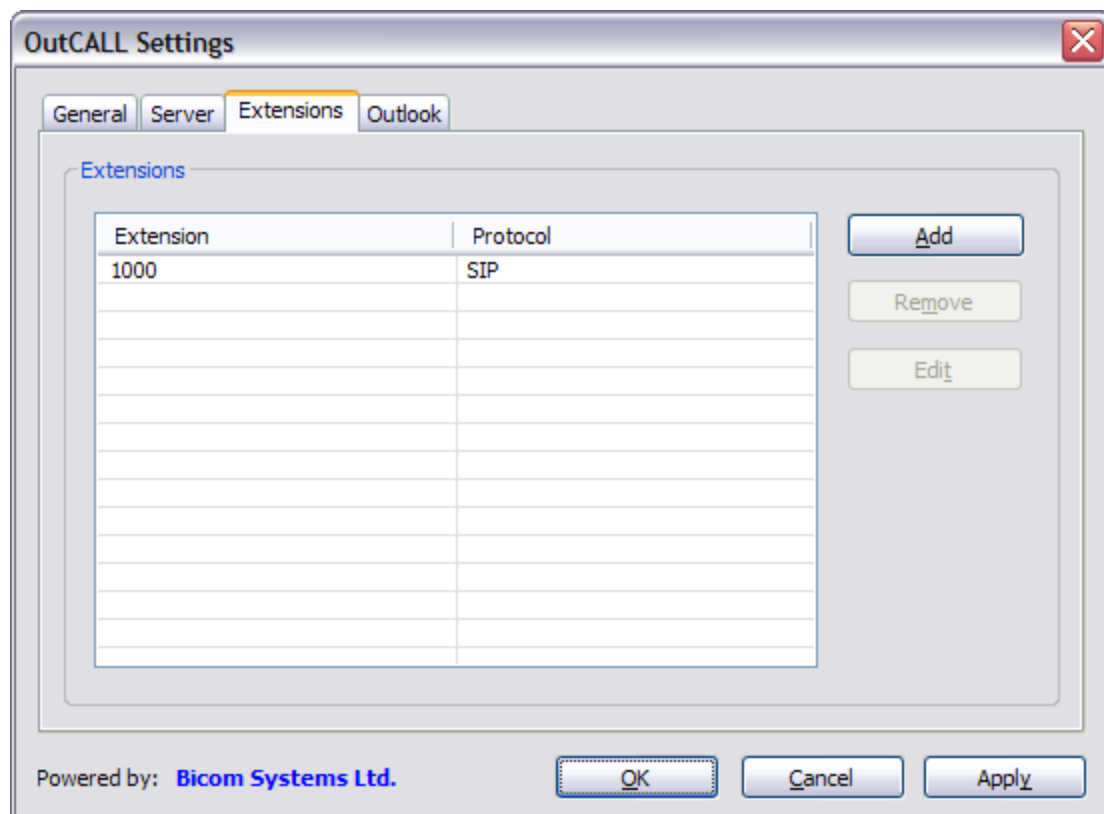 OutCALL Settings
General Server Extensions Outlook
Extensions
Extension Protocol Add
1000 SIP
Remove
Edit
Powered by: Bicom Systems Ltd. OK Cancel Apply